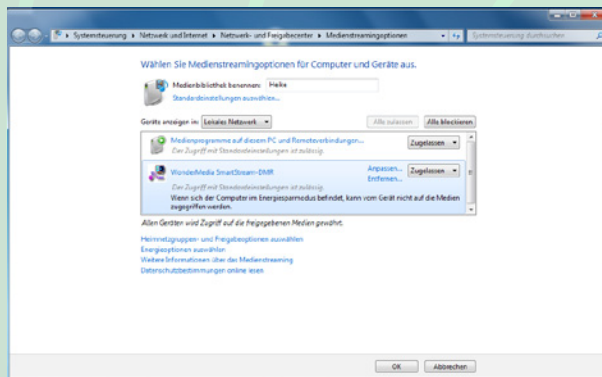 Systemsteuerung ▸ Netzwerk und Internet ▸ Netzwerk- und Freigabecenter ▸ Medienstreamingoptionen
Systemsteuerung durchsuchen
Wählen Sie Medienstreamingoptionen für Computer und Geräte aus.
Medienbibliothek benennen: Heike
Standardeinstellungen auswählen...
Geräte anzeigen in: Lokales Netzwerk Alle zulassen Alle blockieren
Medienprogramme auf diesem PC und Remoteverbindungen... Zugelassen
Der Zugriff mit Standardeinstellungen ist zulässig.
WonderMedia SmartStream-DMR Anpassen... Zugelassen
Entfernen...
Der Zugriff mit Standardeinstellungen ist zulässig.
Wenn sich der Computer im Energiesparmodus befindet, kann vom Gerät nicht auf die Medien
zugegriffen werden.
Allen Geräten wird Zugriff auf die freigegebenen Medien gewährt.
Heimnetzgruppen- und Freigabeoptionen auswählen
Energieoptionen auswählen
Weitere Informationen über das Medienstreaming
Datenschutzbestimmungen online lesen
OK Abbrechen